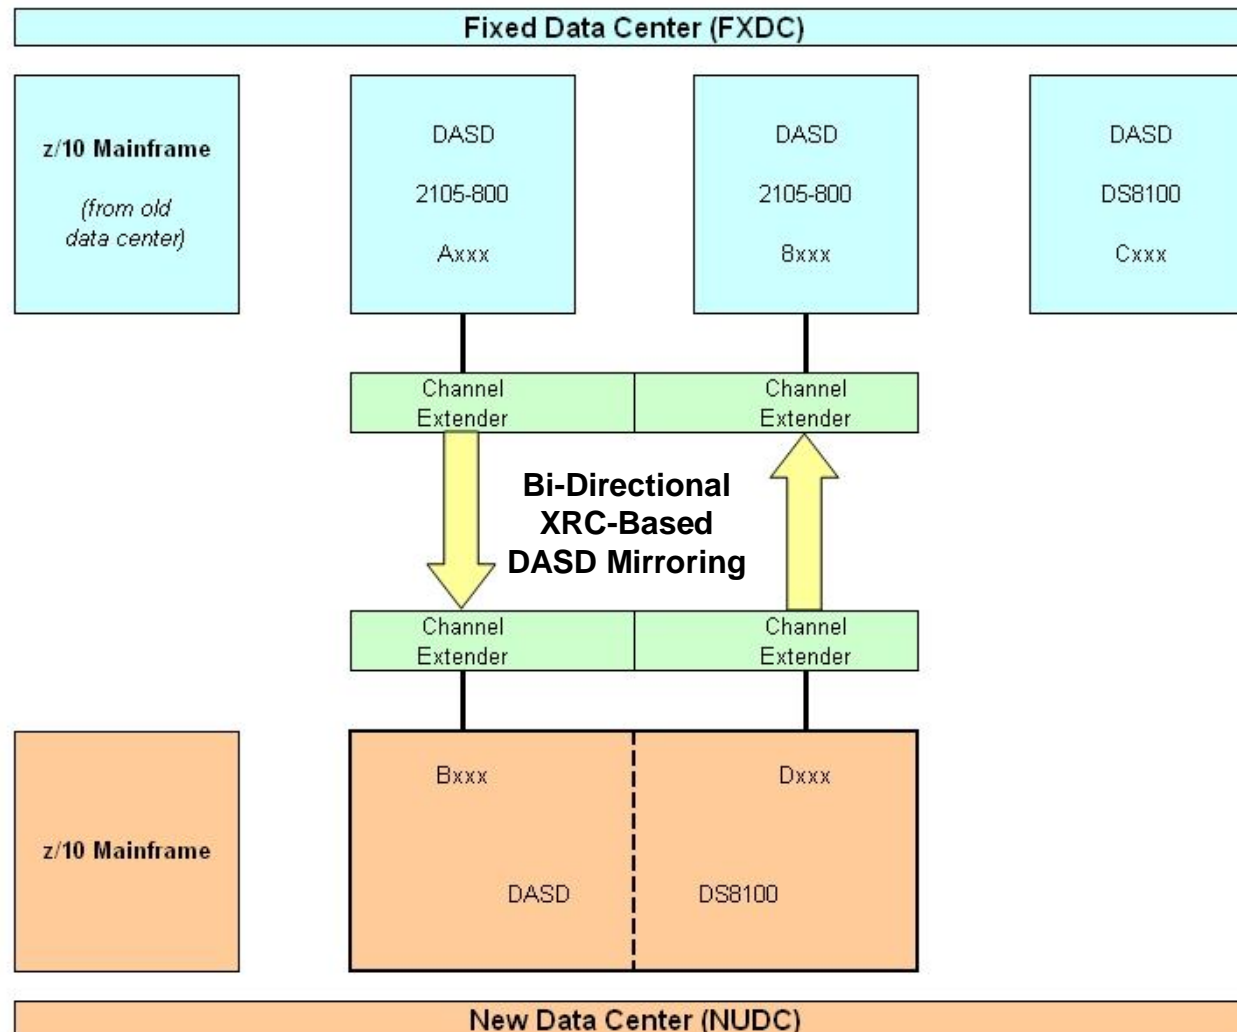 Fixed Data Center (FXDC)
z/10 Mainframe
(from old
data center)
DASD
2105-800
Axxx
DASD
2105-800
8xxx
DASD
DS8100
Cxxx
Channel
Extender
Channel
Extender
Bi-Directional
XRC-Based
DASD Mirroring
Channel
Extender
Channel
Extender
z/10 Mainframe
Bxxx
Dxxx
DASD
DS8100
New Data Center (NUDC)